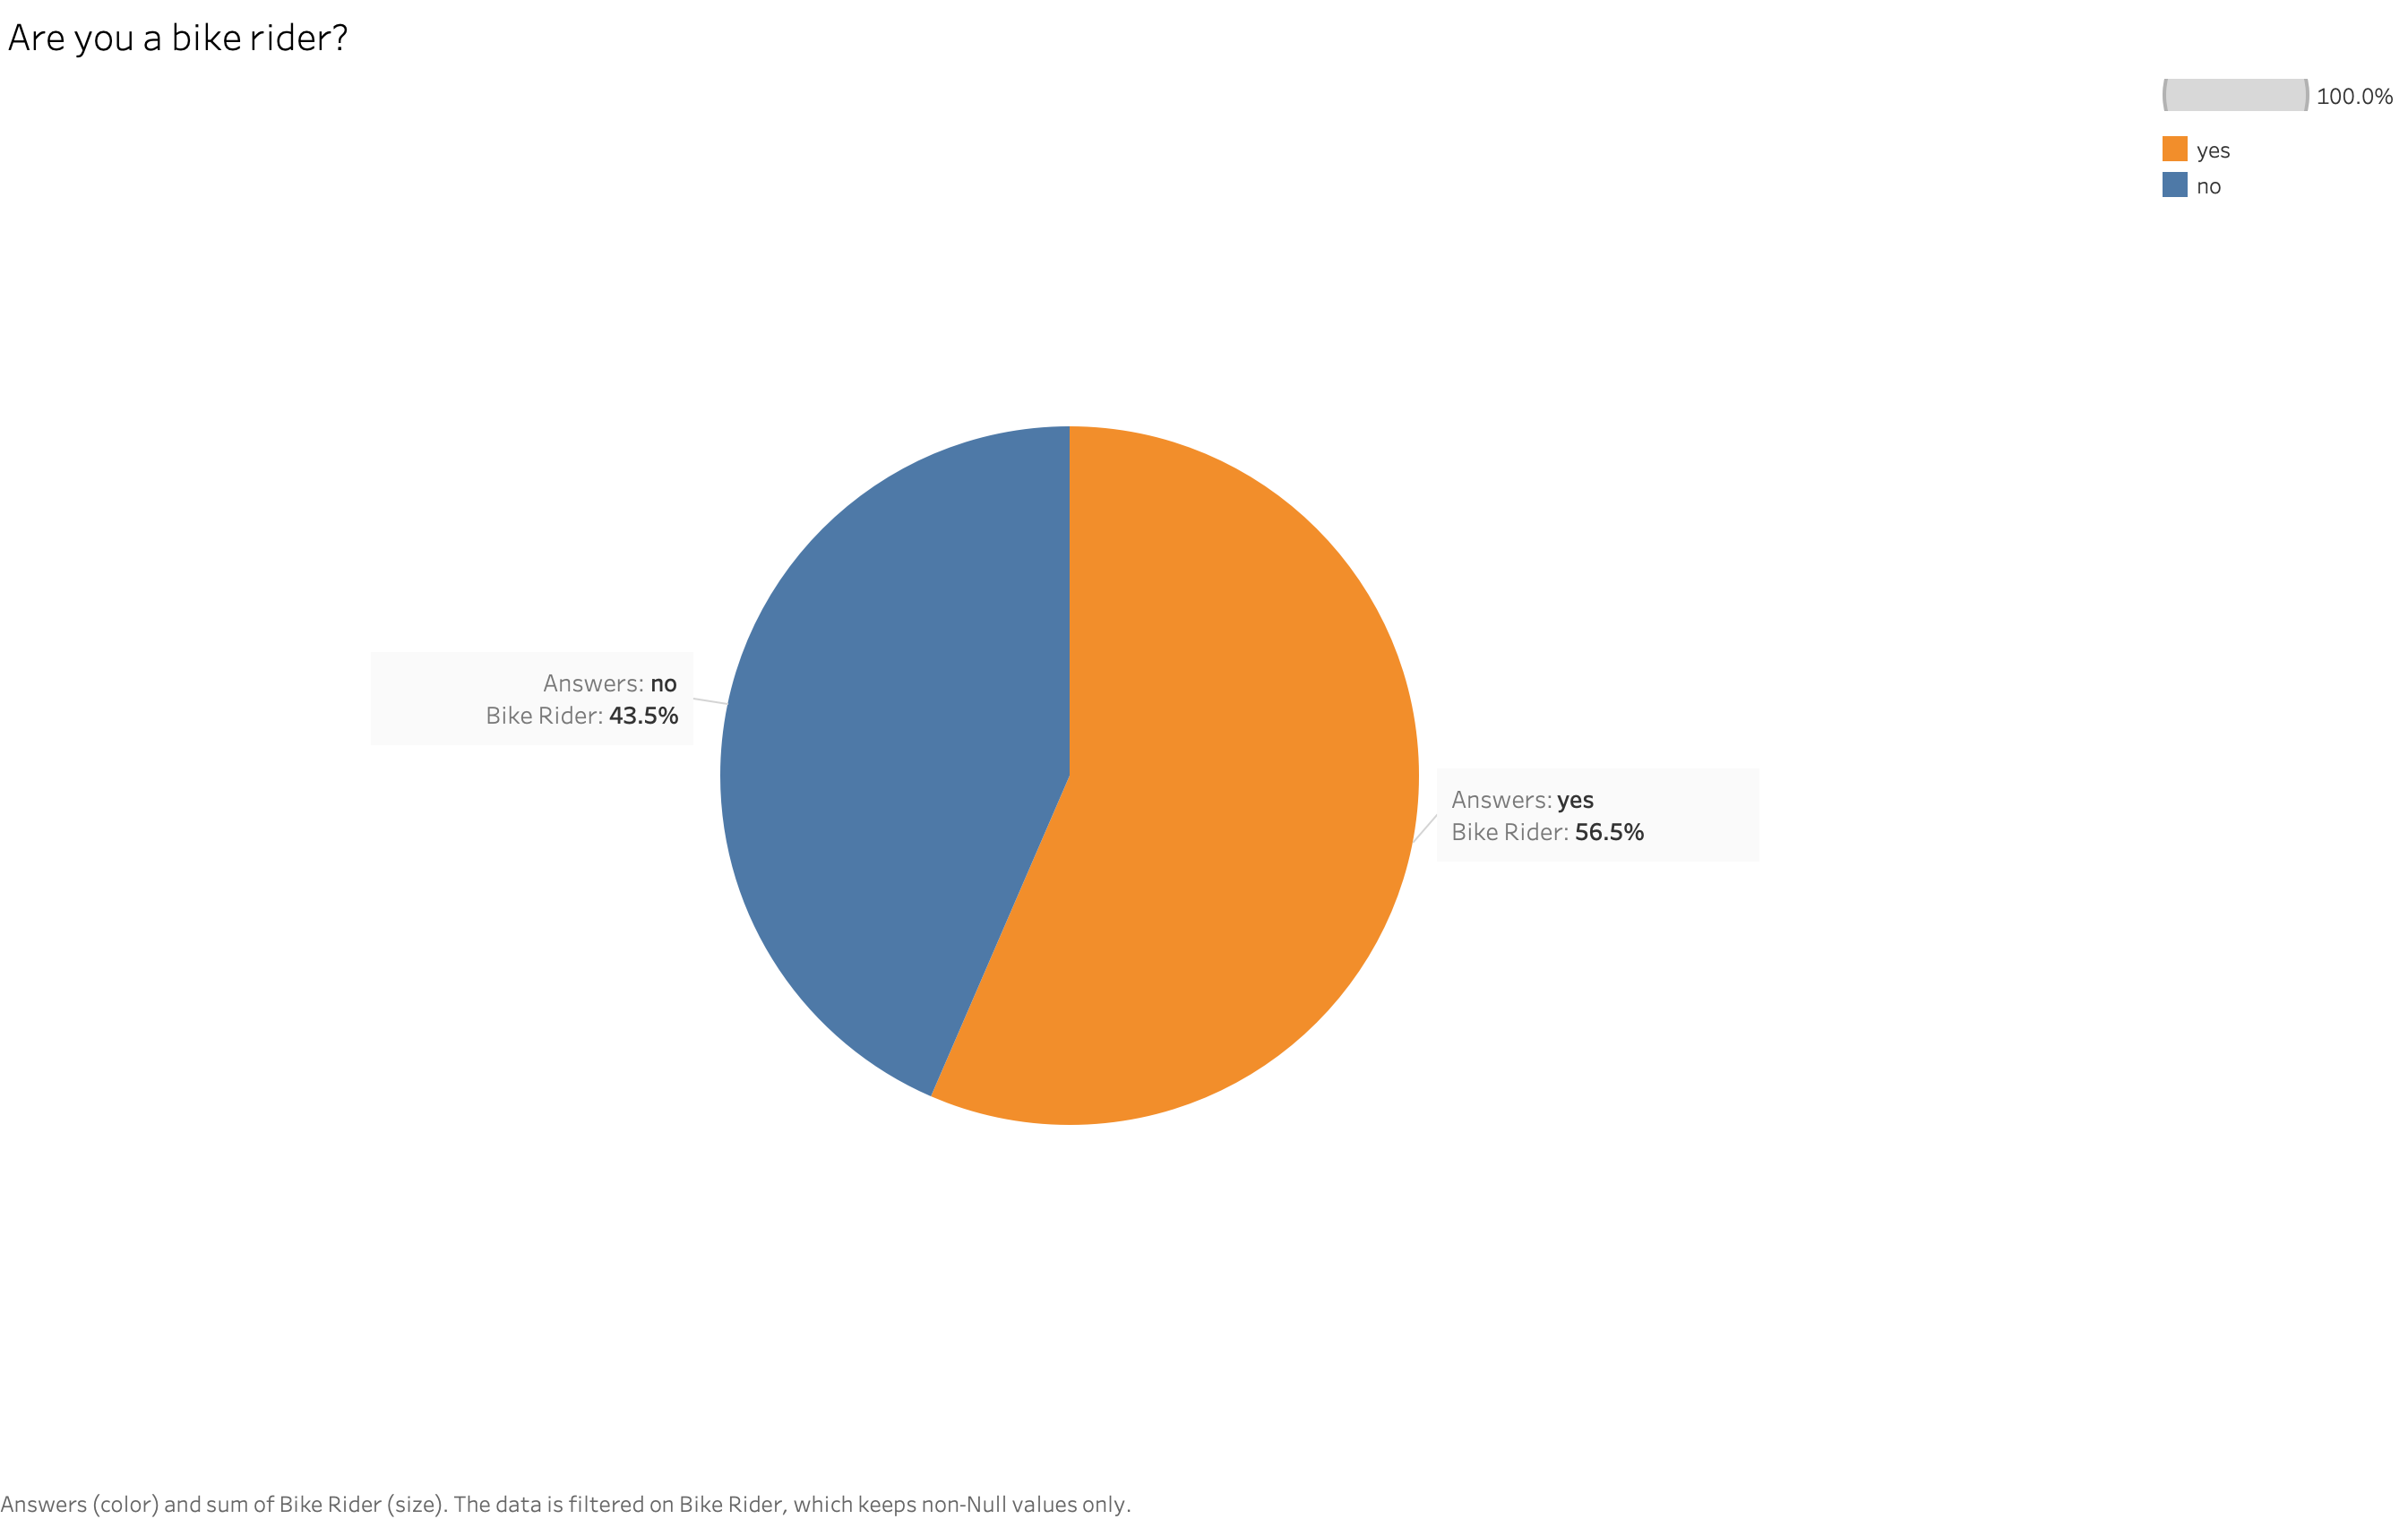 Are you a bike rider?
100.0%
yes
no
Answers: no
Bike Rider: 43.5%
Answers: yes
Bike Rider: 56.5%
Answers (color) and sum of Bike Rider (size). The data is filtered on Bike Rider, which keeps non-Null values only.